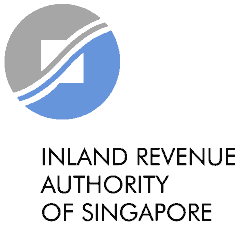 INLAND REVENUE
AUTHORITY
OF SINGAPORE